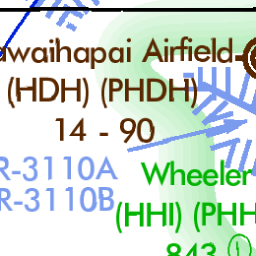 awaihapai Airfield
(HDH) (PHDH)
14 - 90
R-3110A
R-3110B
Wheeler
(HHI) (PHH
843 i